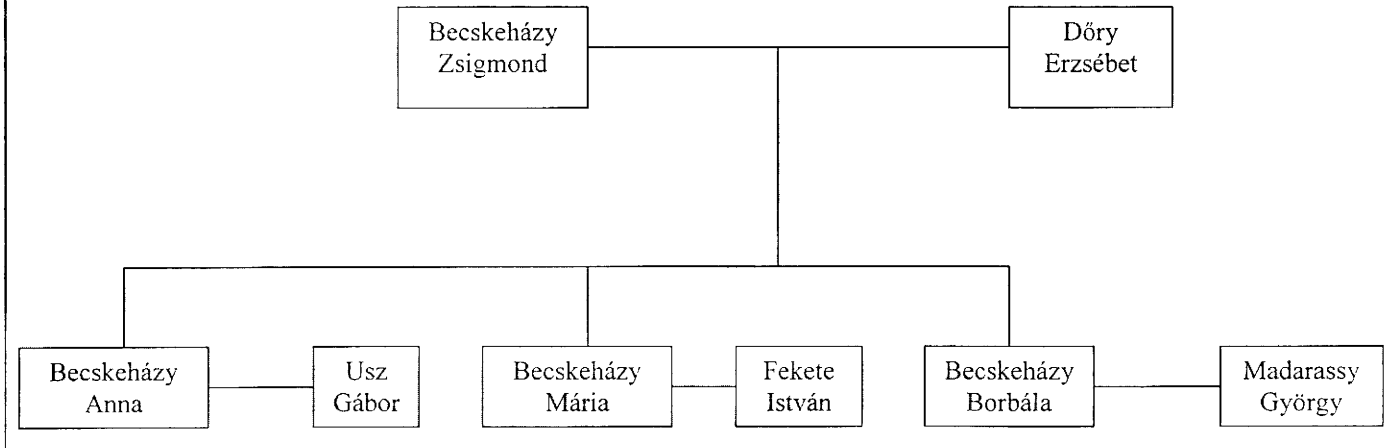 Becskeházy
Zsigmond
Dőry
Erzsébet
Becskeházy
Anna
Usz
Gábor
Becskeházy
Mária
Fekete
István
Becskeházy
Borbála
Madarassy
György